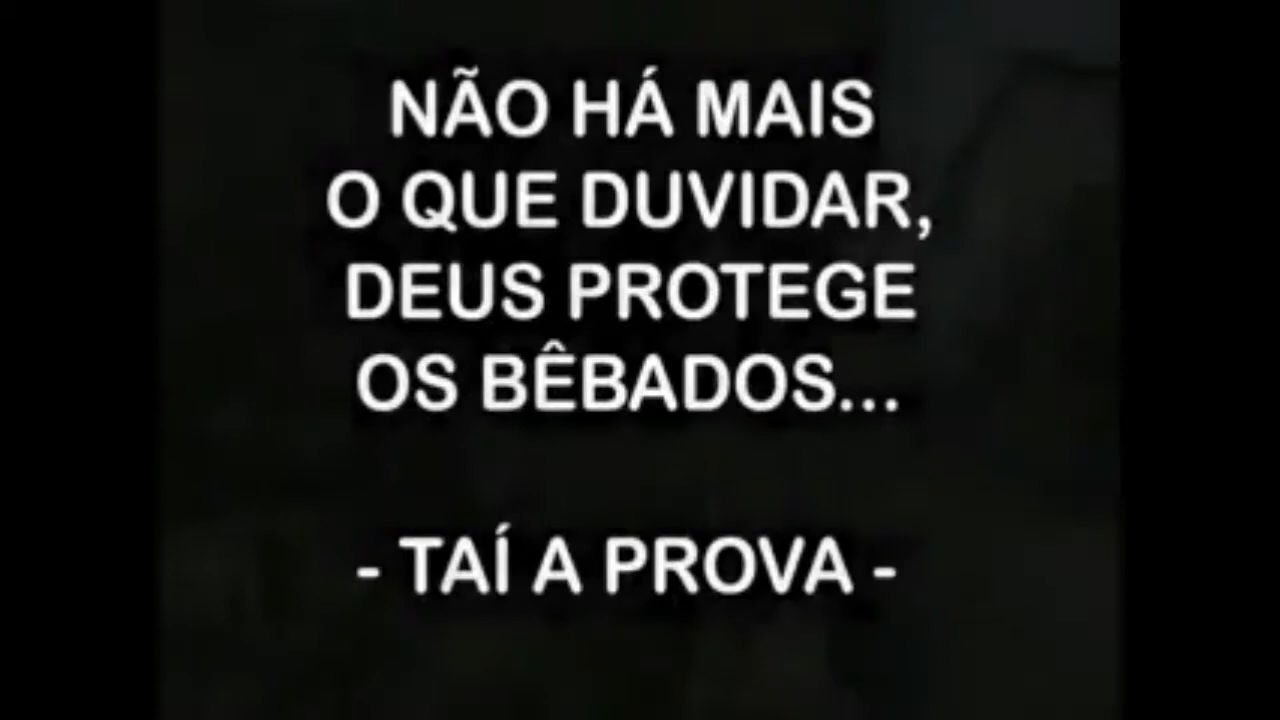 NÃO HÁ MAIS
O QUE DUVIDAR,
DEUS PROTEGE
OS BÊBADOS...
- TAÍ A PROVA -